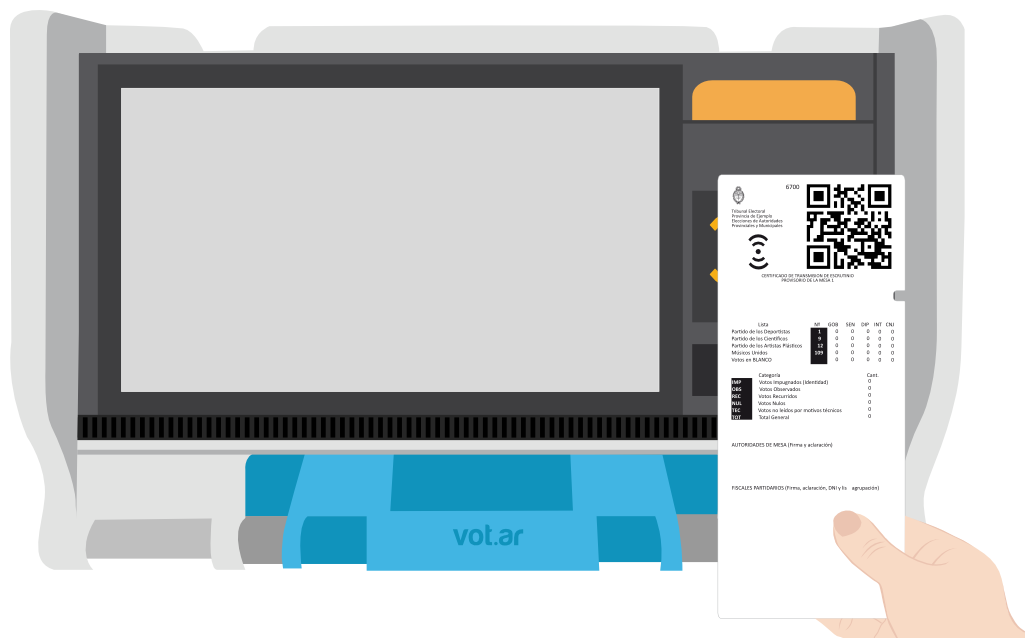 6700
Tribunal Electoral
Provincia de Ejemplo
Elecciones de Autoridades
Provinciales y Municipales
CERTIFICADO DE TRANSMISION DE ESCRUTINIO
PROVISORIO DE LA MESA 1
Lista Nº GOB SEN DIP INT CNJ
Partido de los Deportistas 1 0 0 0 0 0
Partido de los Científicos 9 0 0 0 0 0
Partido de los Artistas Plásticos 12 0 0 0 0 0
Músicos Unidos 109 0 0 0 0 0
Votos en BLANCO 0 0 0 0 0
Categoría Cant.
IMP Votos Impugnados (Identidad) 0
OBS Votos Observados 0
REC Votos Recurridos 0
NUL Votos Nulos 0
TEC Votos no leídos por motivos técnicos 0
TOT Total General 0
AUTORIDADES DE MESA (Firma y aclaración)
FISCALES PARTIDARIOS (Firma, aclaración, DNI y lis agrupación)
vot.ar